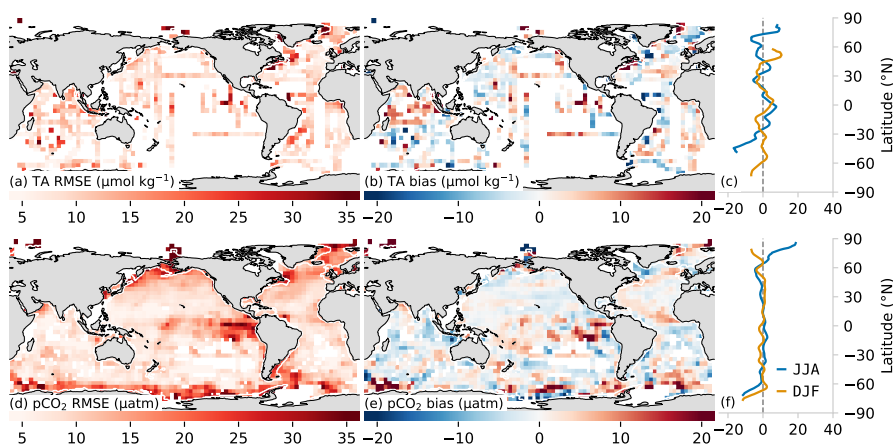 (a) TA RMSE (μmol kg⁻¹)
5 10 15 20 25 30 35
(b) TA bias (μmol kg⁻¹)
−20 −10 0 10 20
(c)
90
60
30
0
−30
−60
−90
Latitude (°N)
−20 0 20 40
(d) pCO₂ RMSE (μatm)
5 10 15 20 25 30 35
(e) pCO₂ bias (μatm)
−20 −10 0 10 20
(f)
JJA
DJF
90
60
30
0
−30
−60
−90
Latitude (°N)
−20 0 20 40